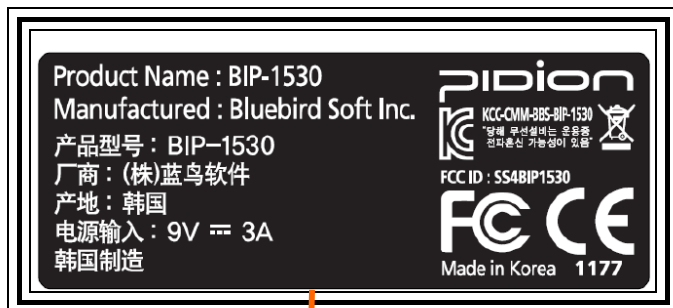 Product Name : BIP-1530
Manufactured : Bluebird Soft Inc.
产品型号 : BIP-1530
厂商 : (株)蓝鸟软件
产地 : 韩国
电源输入 : 9V ⎓ 3A
韩国制造
PIDION
KCC-CMM-BBS-BIP-1530
"당해 무선설비는 운용중
전파혼신 가능성이 있음"
FCC ID : SS4BIP1530
FC CE
Made in Korea 1177